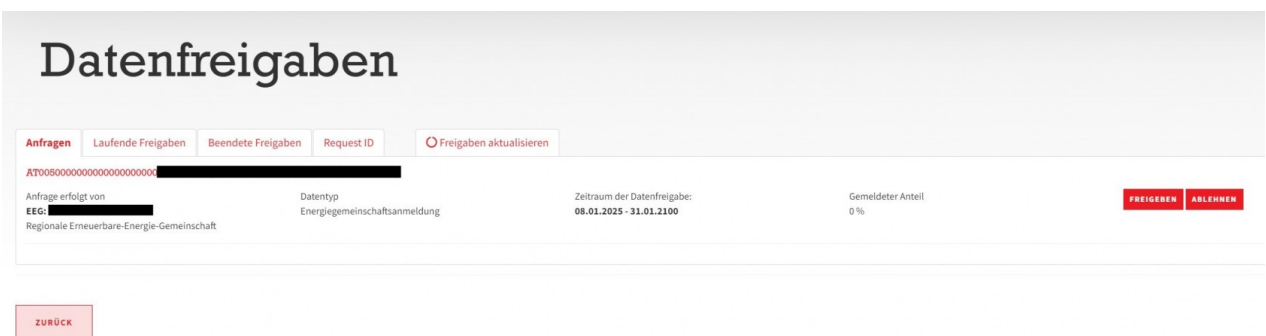 Datenfreigaben
Anfragen Laufende Freigaben Beendete Freigaben Request ID Freigaben aktualisieren
AT0050000000000000000000
Anfrage erfolgt von Datentyp Zeitraum der Datenfreigabe: Gemeldeter Anteil FREIGEBEN ABLEHNEN
EEG: Energiegemeinschaftsanmeldung 08.01.2025 - 31.01.2100 0 %
Regionale Erneuerbare-Energie-Gemeinschaft
ZURÜCK